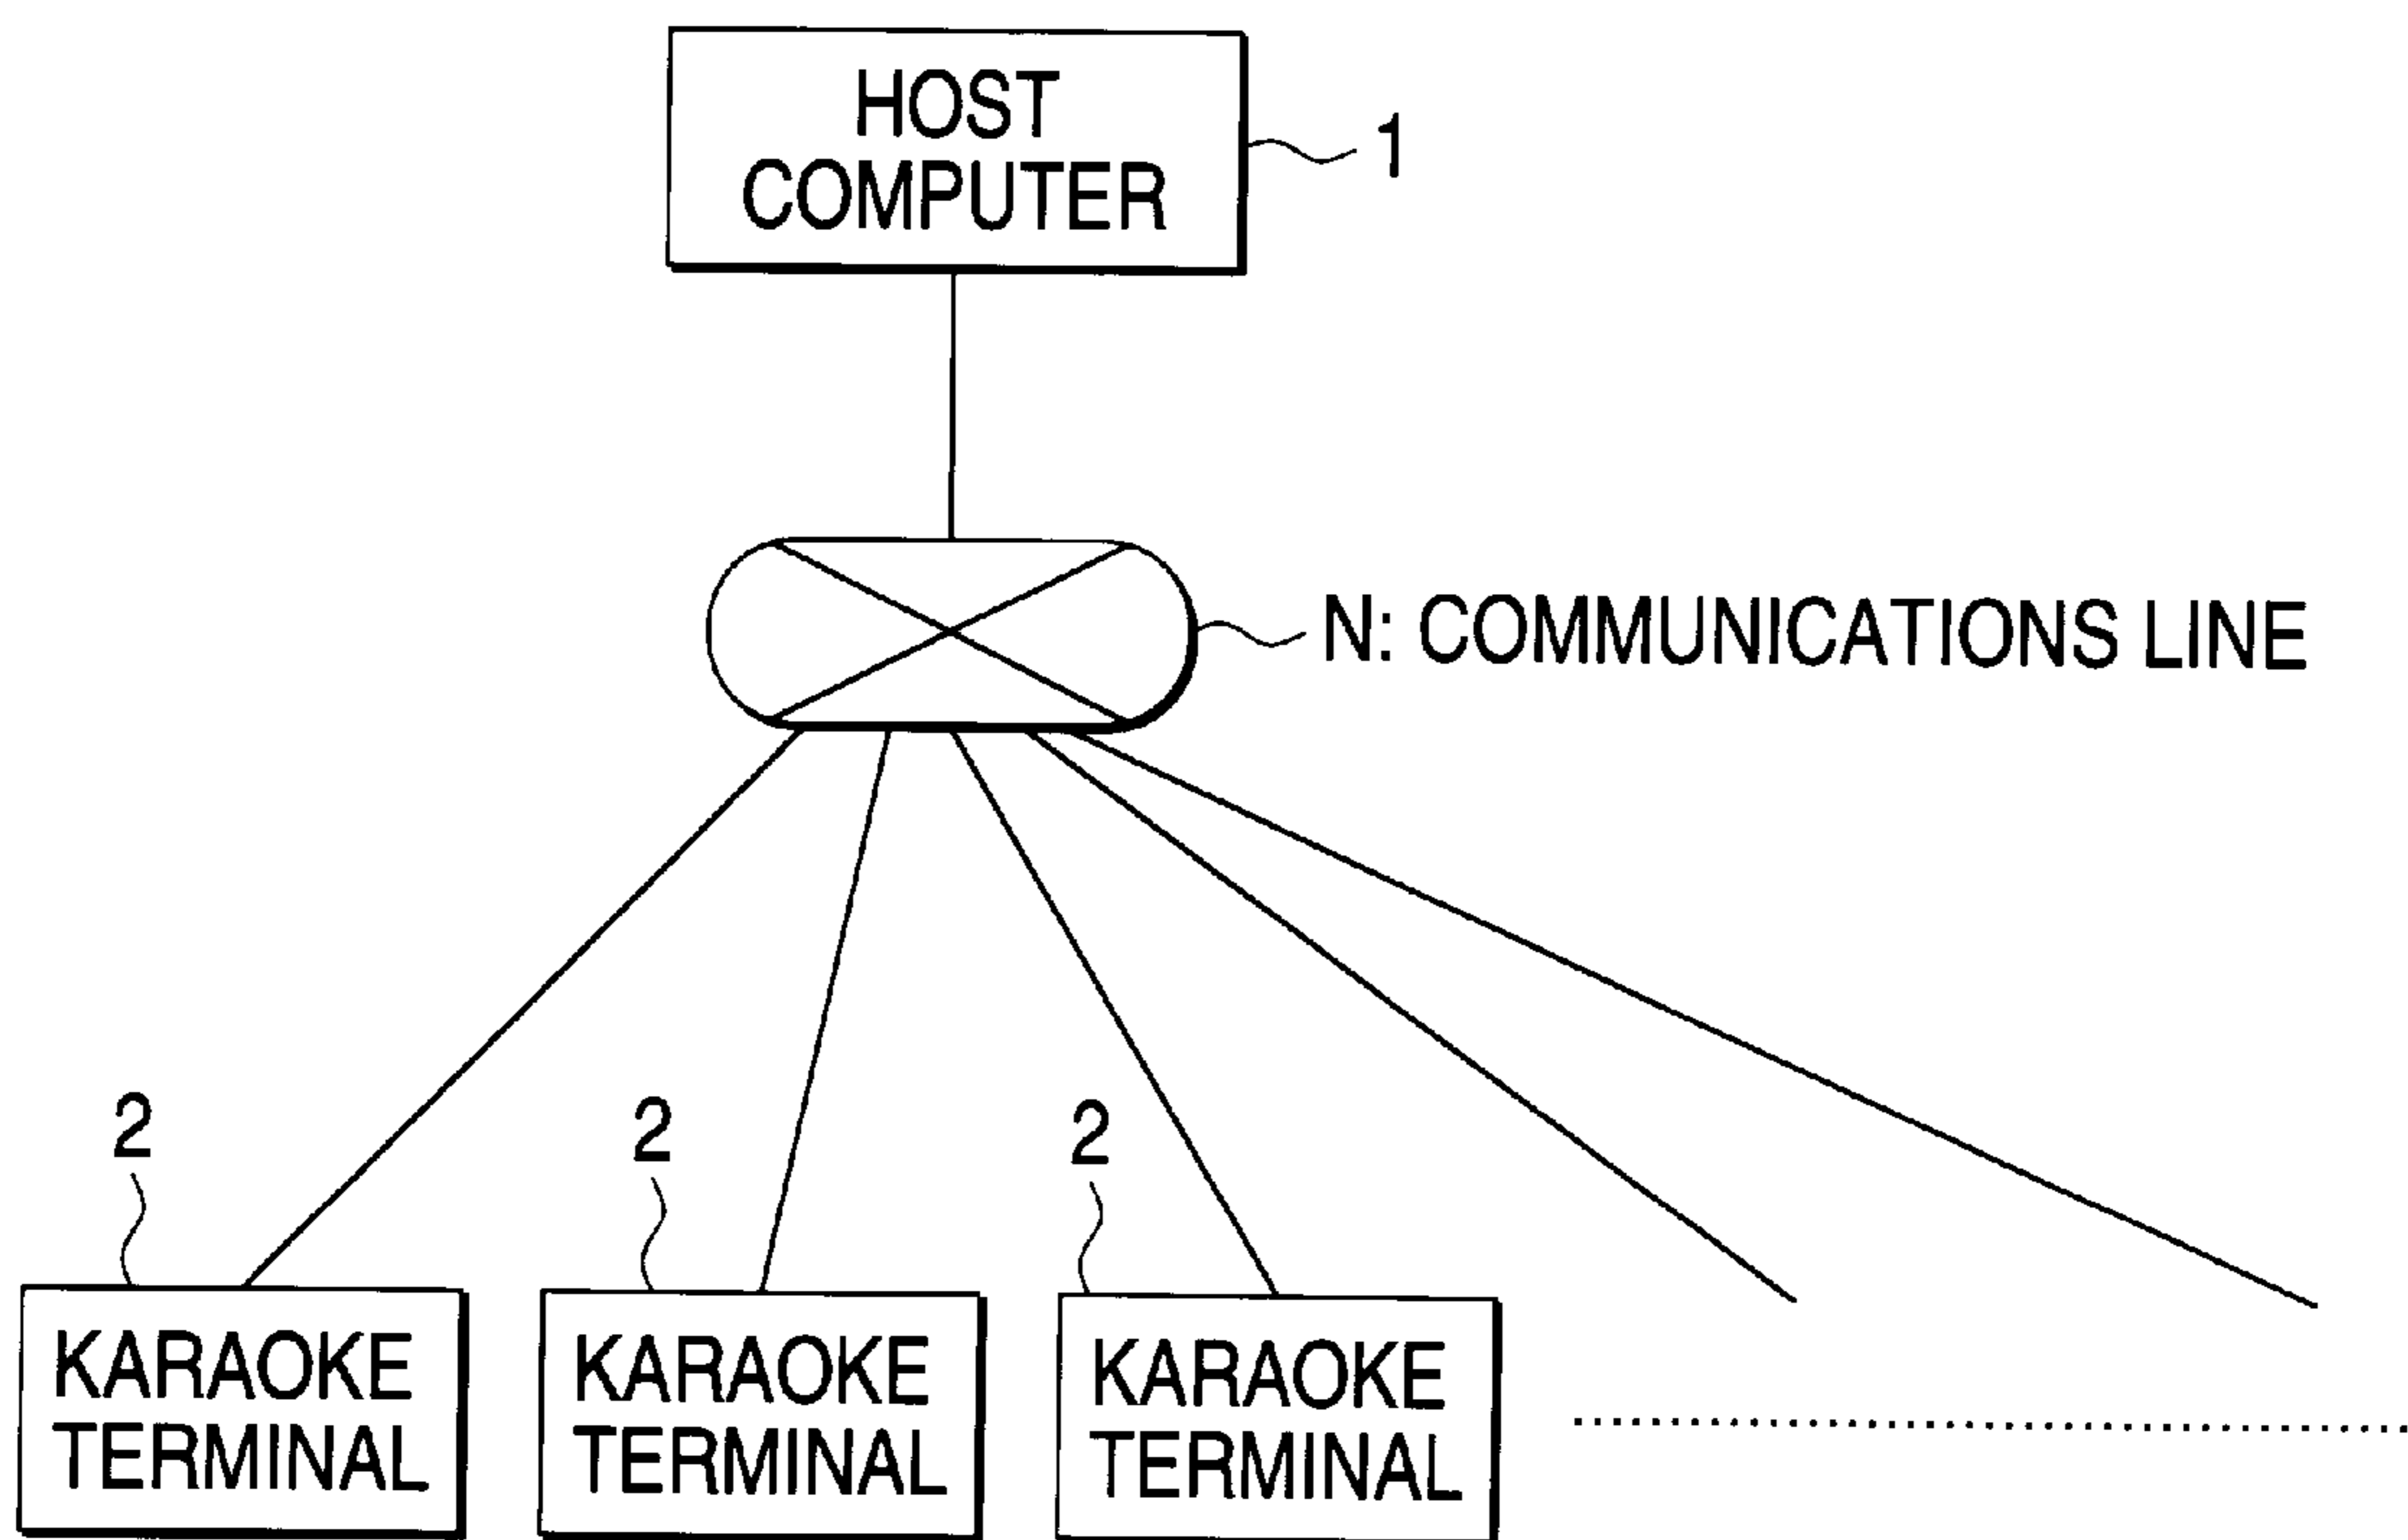 HOST
COMPUTER
1
N: COMMUNICATIONS LINE
2
2
2
KARAOKE
TERMINAL
KARAOKE
TERMINAL
KARAOKE
TERMINAL